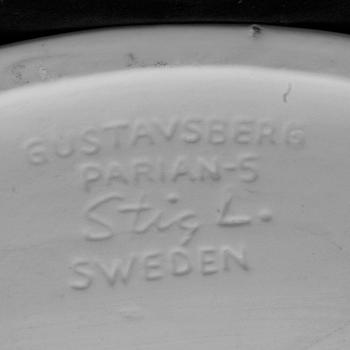 GUSTAVSBERG
PARIAN-S
Stig L.
SWEDEN